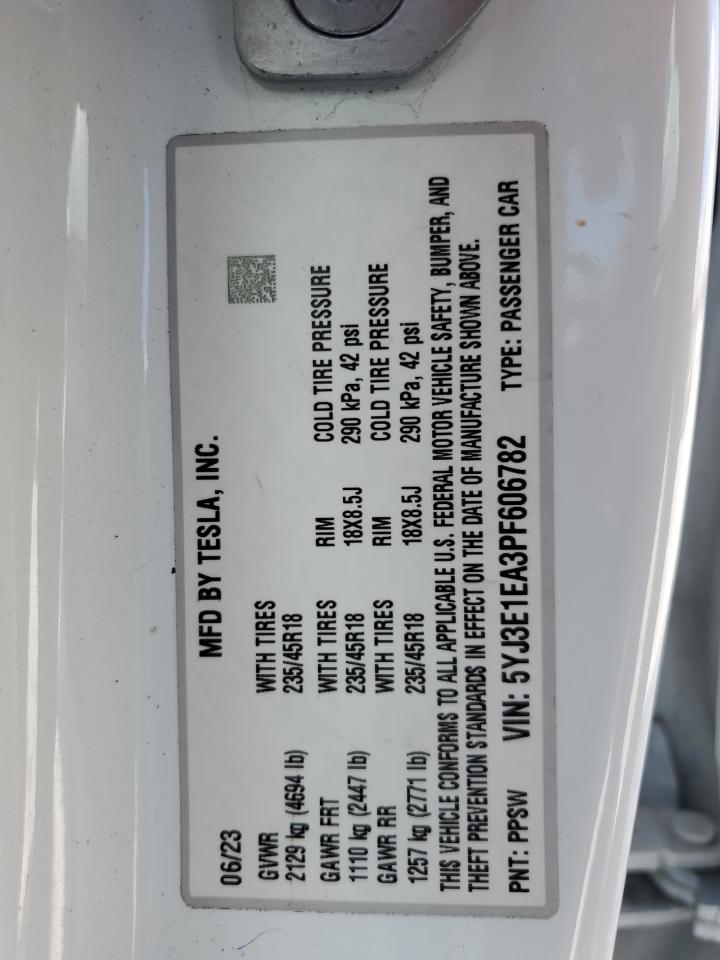 MFD BY TESLA, INC.
06/23
GVWR WITH TIRES
2129 kg (4694 lb) 235/45R18
GAWR FRT WITH TIRES RIM COLD TIRE PRESSURE
1110 kg (2447 lb) 235/45R18 18X8.5J 290 kPa, 42 psi
GAWR RR WITH TIRES RIM COLD TIRE PRESSURE
1257 kg (2771 lb) 235/45R18 18X8.5J 290 kPa, 42 psi
THIS VEHICLE CONFORMS TO ALL APPLICABLE U.S. FEDERAL MOTOR VEHICLE SAFETY, BUMPER, AND
THEFT PREVENTION STANDARDS IN EFFECT ON THE DATE OF MANUFACTURE SHOWN ABOVE.
PNT: PPSW VIN: 5YJ3E1EA3PF606782 TYPE: PASSENGER CAR